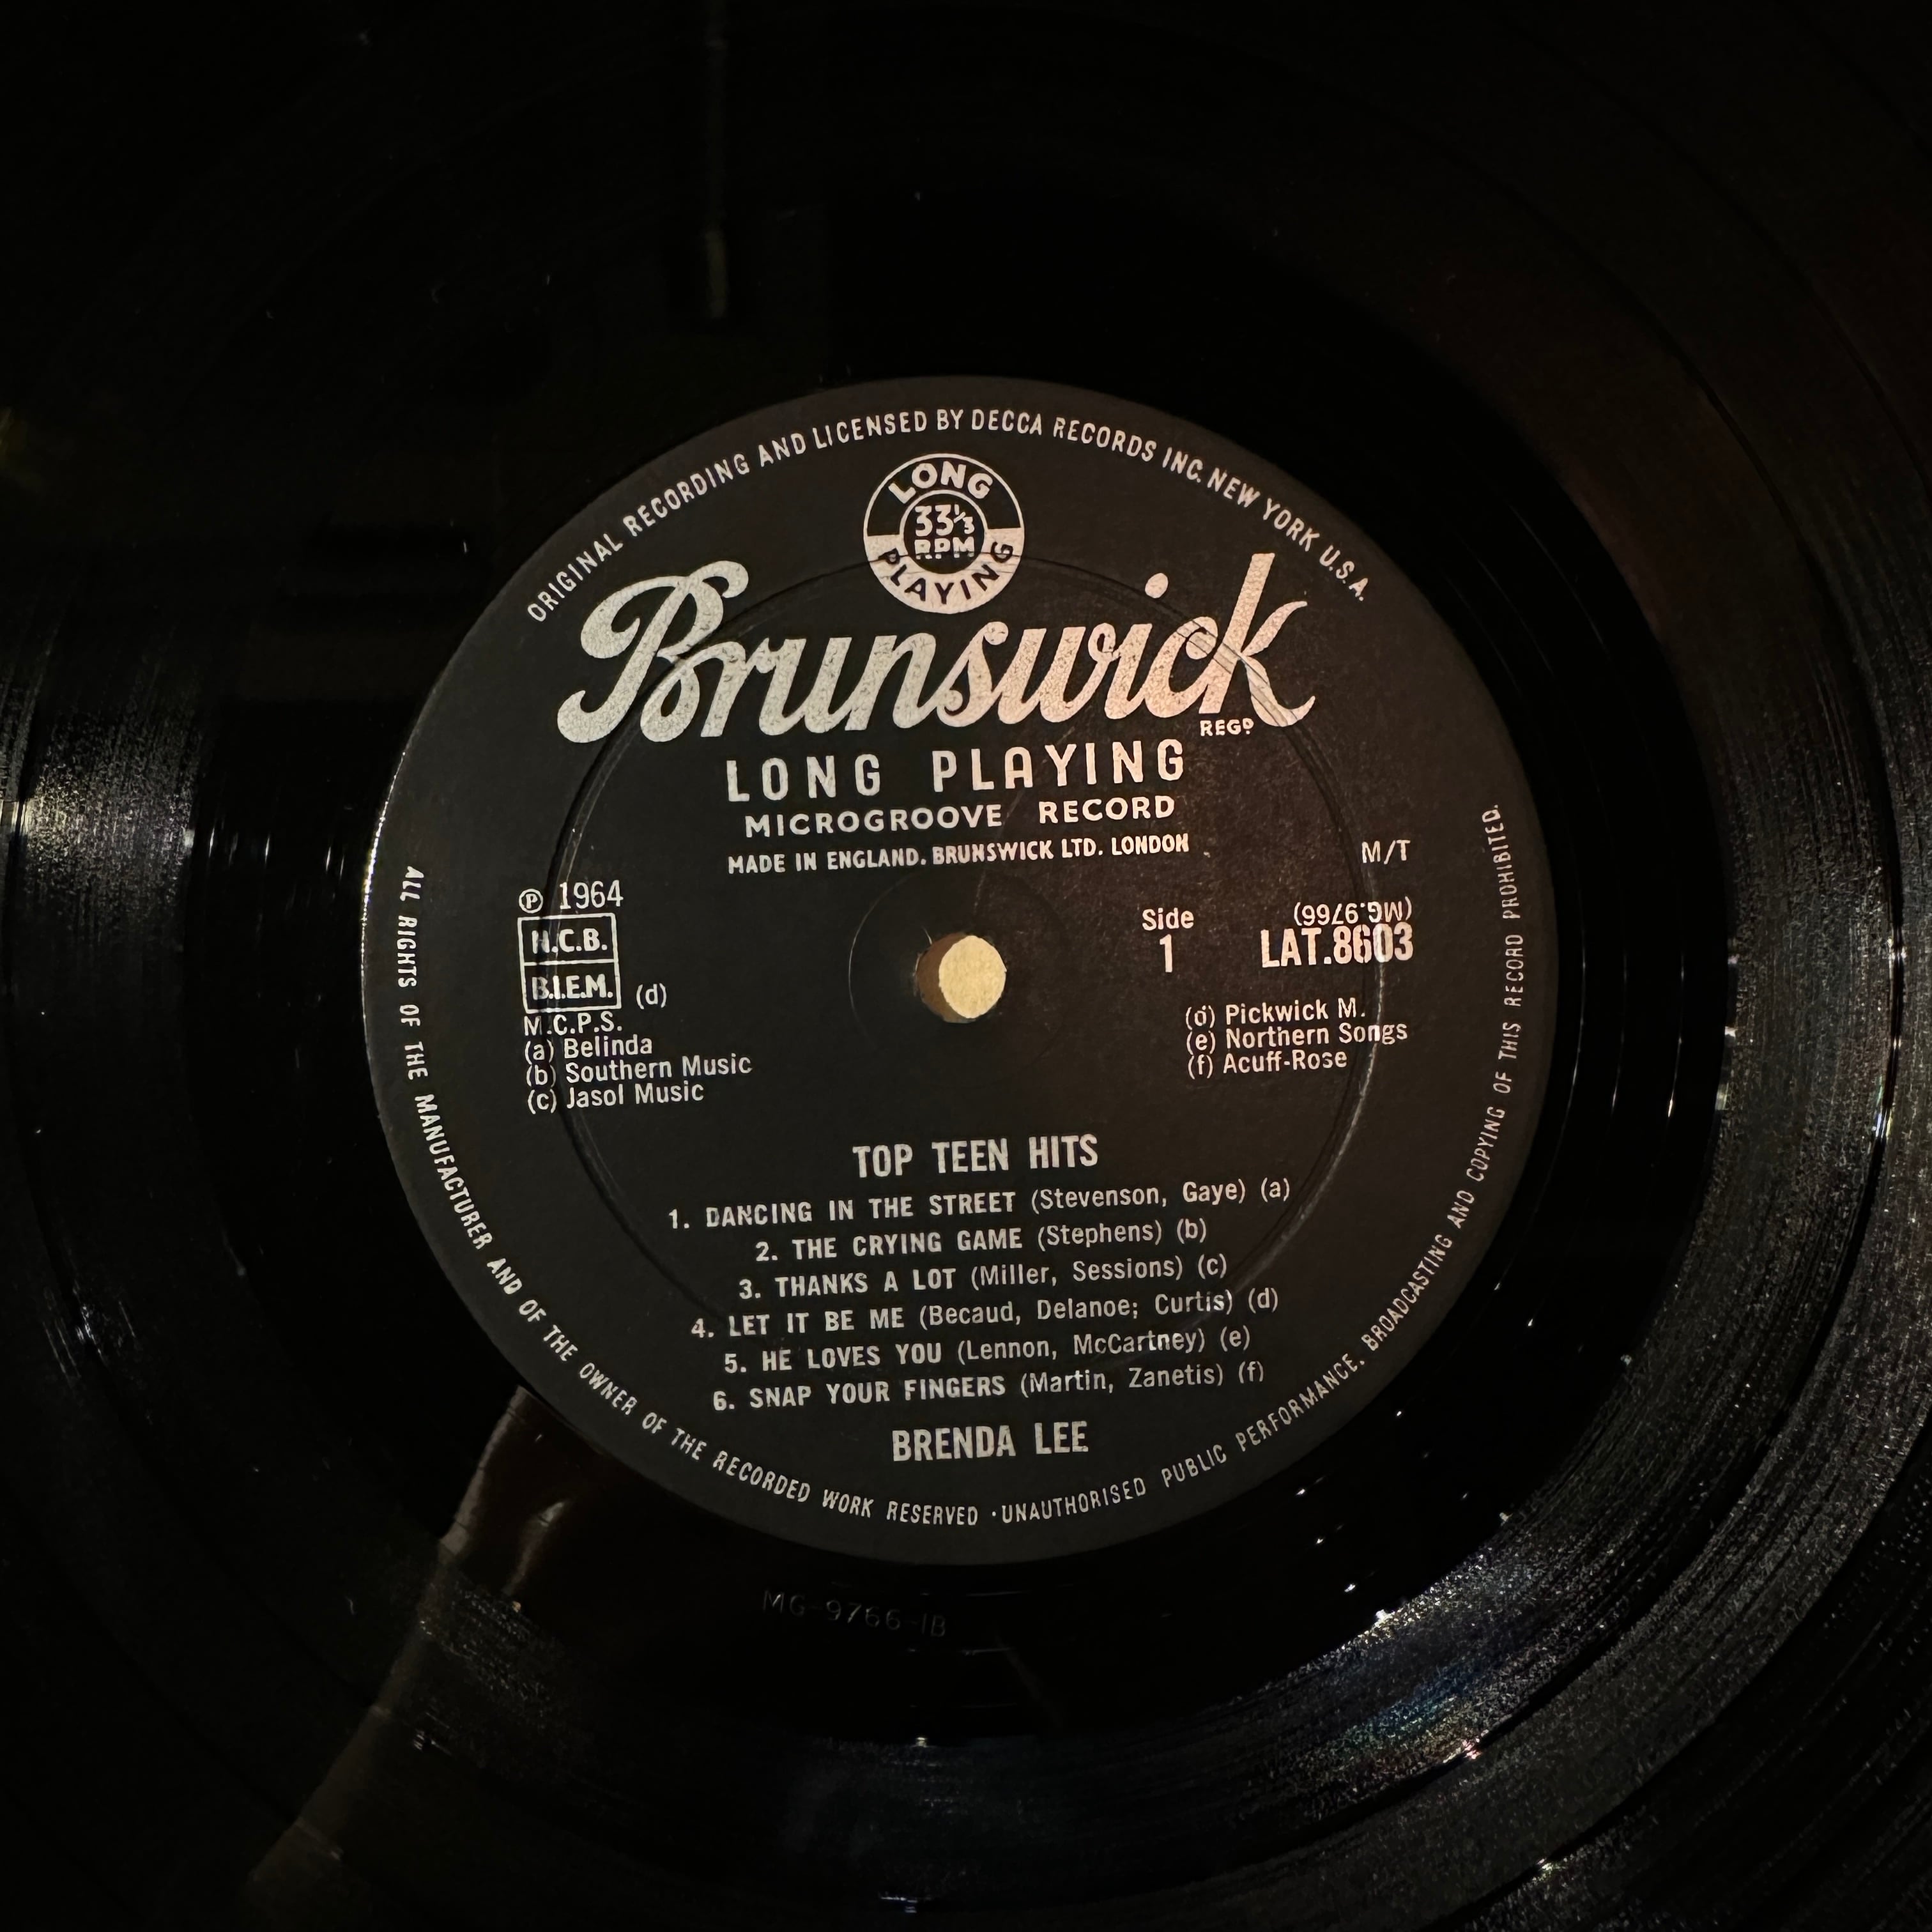 ORIGINAL RECORDING AND LICENSED BY DECCA RECORDS INC. NEW YORK U.S.A.
LONG
33⅓
RPM
PLAYING
Brunswick
REGD
LONG PLAYING
MICROGROOVE RECORD
MADE IN ENGLAND. BRUNSWICK LTD. LONDON
M/T
℗ 1964
N.C.B.
B.I.E.M. (d)
M.C.P.S.
(a) Belinda
(b) Southern Music
(c) Jasol Music
Side
1
(MG.9766)
LAT.8603
(d) Pickwick M.
(e) Northern Songs
(f) Acuff-Rose
TOP TEEN HITS
1. DANCING IN THE STREET (Stevenson, Gaye) (a)
2. THE CRYING GAME (Stephens) (b)
3. THANKS A LOT (Miller, Sessions) (c)
4. LET IT BE ME (Becaud, Delanoe; Curtis) (d)
5. HE LOVES YOU (Lennon, McCartney) (e)
6. SNAP YOUR FINGERS (Martin, Zanetis) (f)
BRENDA LEE
ALL RIGHTS OF THE MANUFACTURER AND OF THE OWNER OF THE RECORDED WORK RESERVED · UNAUTHORISED PUBLIC PERFORMANCE, BROADCASTING AND COPYING OF THIS RECORD PROHIBITED.
MG-9766-1B